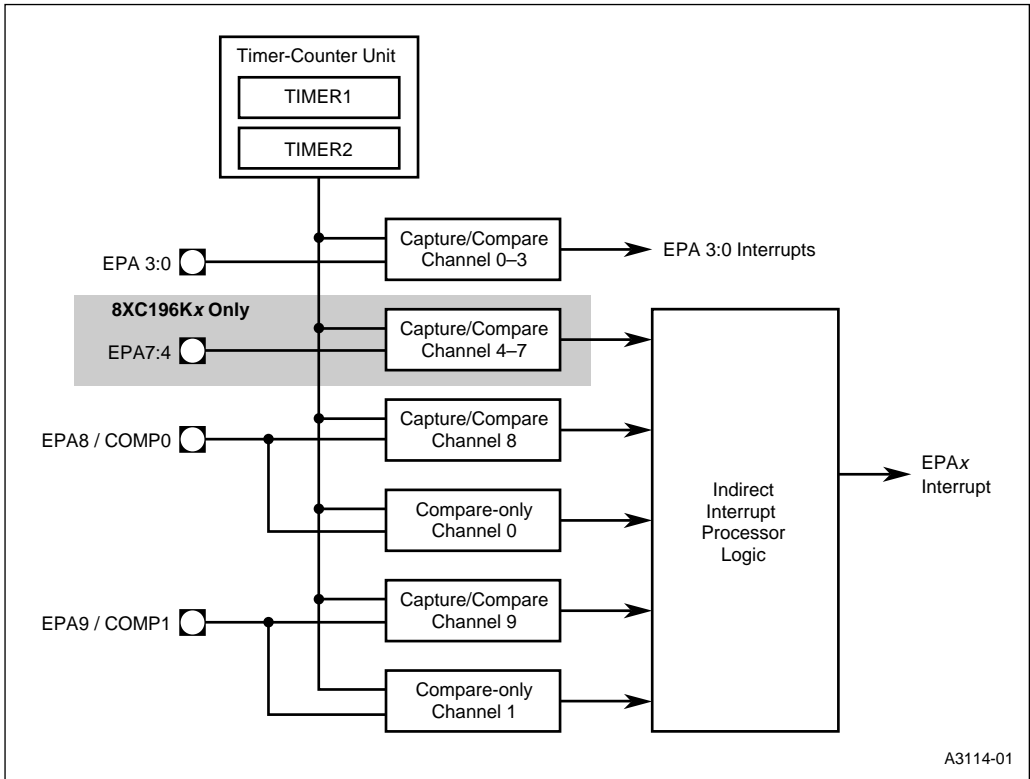 Timer-Counter Unit
TIMER1
TIMER2
EPA 3:0
Capture/Compare
Channel 0–3
EPA 3:0 Interrupts
8XC196Kx Only
EPA7:4
Capture/Compare
Channel 4–7
EPA8 / COMP0
Capture/Compare
Channel 8
Compare-only
Channel 0
EPA9 / COMP1
Capture/Compare
Channel 9
Compare-only
Channel 1
Indirect
Interrupt
Processor
Logic
EPAx
Interrupt
A3114-01